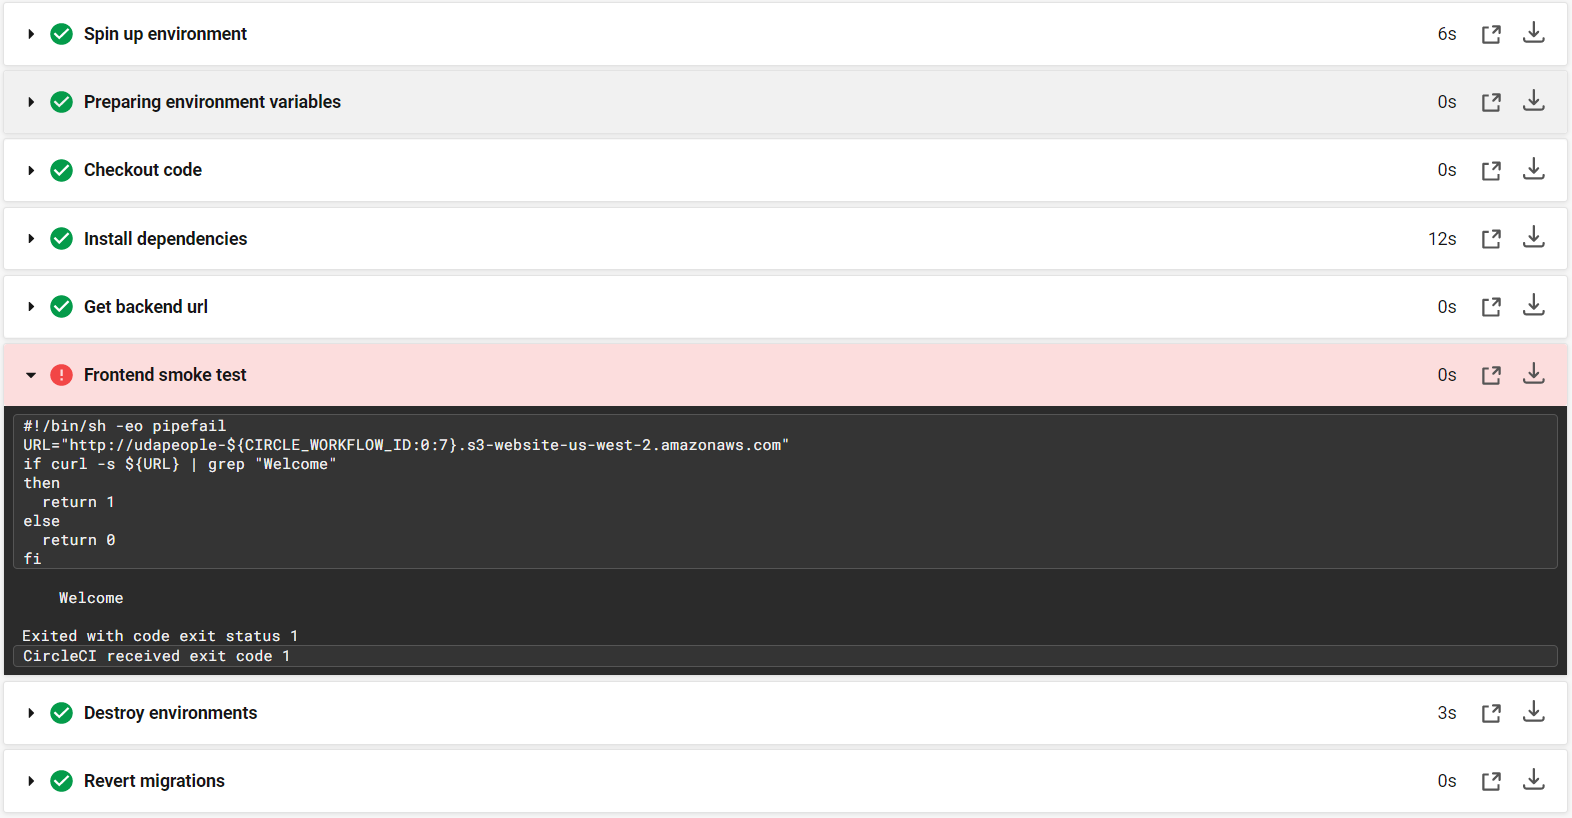 Spin up environment 6s
Preparing environment variables 0s
Checkout code 0s
Install dependencies 12s
Get backend url 0s
Frontend smoke test 0s
#!/bin/sh -eo pipefail
URL="http://udapeople-${CIRCLE_WORKFLOW_ID:0:7}.s3-website-us-west-2.amazonaws.com"
if curl -s ${URL} | grep "Welcome"
then
  return 1
else
  return 0
fi
Welcome
Exited with code exit status 1
CircleCI received exit code 1
Destroy environments 3s
Revert migrations 0s